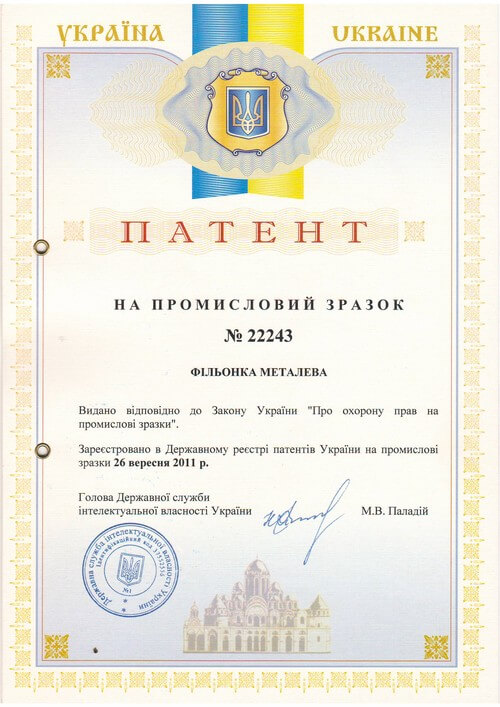 УКРАЇНА UKRAINE
ПАТЕНТ
НА ПРОМИСЛОВИЙ ЗРАЗОК
№ 22243
ФІЛЬОНКА МЕТАЛЕВА
Видано відповідно до Закону України "Про охорону прав на
промислові зразки".
Зареєстровано в Державному реєстрі патентів України на промислові
зразки 26 вересня 2011 р.
Голова Державної служби
інтелектуальної власності України М.В. Паладій
Державна служба інтелектуальної власності України
Ідентифікаційний код
№1